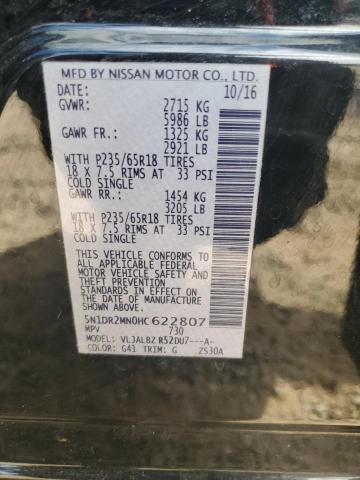 MFD BY NISSAN MOTOR CO., LTD.
DATE: 10/16
GVWR: 2715 KG
5986 LB
GAWR FR: 1325 KG
2921 LB
WITH P235/65R18 TIRES
18 X 7.5 RIMS AT 33 PSI
COLD SINGLE
GAWR RR: 1454 KG
3205 LB
WITH P235/65R18 TIRES
18 X 7.5 RIMS AT 33 PSI
COLD SINGLE
THIS VEHICLE CONFORMS TO
ALL APPLICABLE FEDERAL
MOTOR VEHICLE SAFETY, BUMPER
AND THEFT PREVENTION
STANDARDS IN EFFECT ON THE
DATE OF MANUFACTURE
SHOWN ABOVE.
5N1DR2MN0HC622807
MPV 730
MODEL: VLJALBZ R52DU7---A-
COLOR: G41 TRIM: G ZS30A